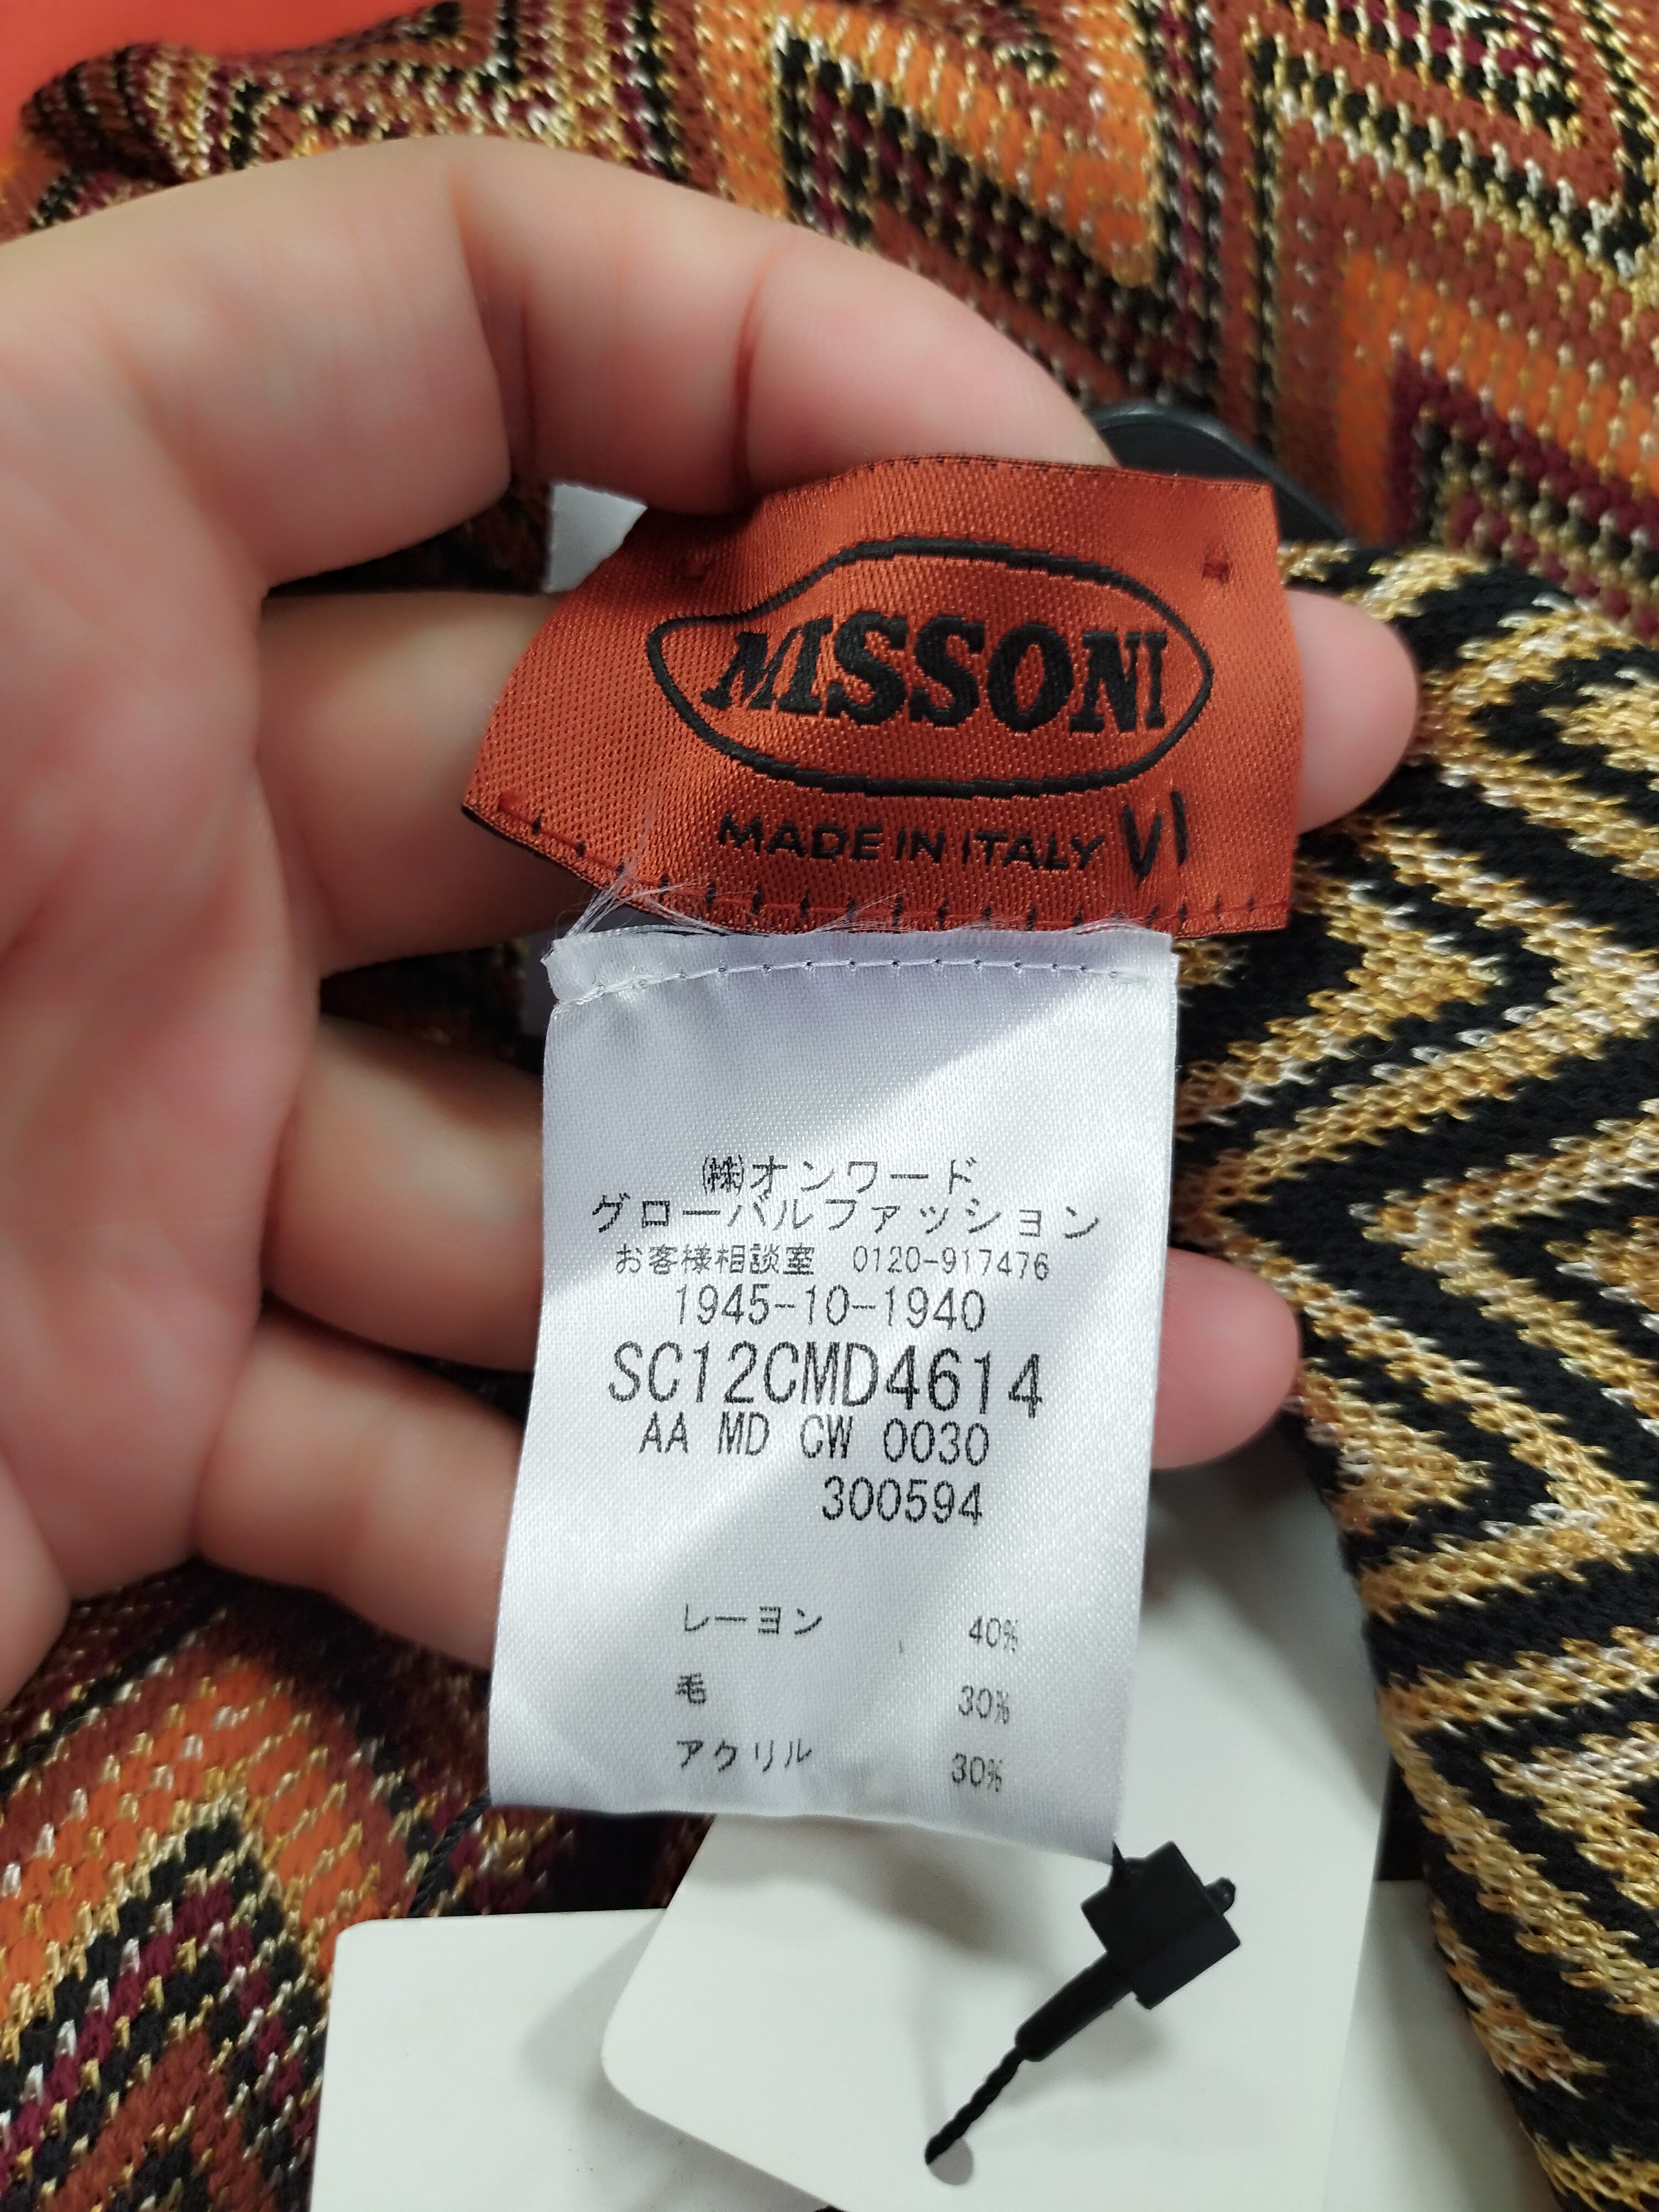 MISSONI
MADE IN ITALY VI
㈱オンワード
グローバルファッション
お客様相談室 0120-917476
1945-10-1940
SC12CMD4614
AA MD CW 0030
300594
レーヨン 40%
毛 30%
アクリル 30%